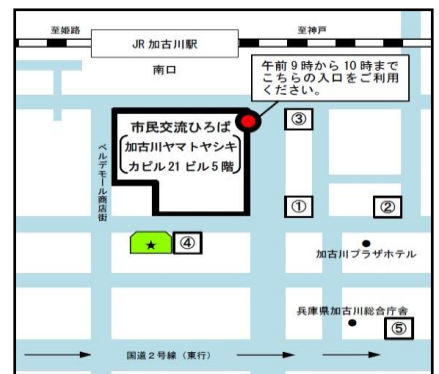 至姫路
至神戸
JR 加古川駅
南口
午前9時から10時まで
こちらの入口をご利用
ください。
市民交流ひろば
加古川ヤマトヤシキ
カピル21 ビル5階
ベルデモール商店街
③
①
②
★
④
加古川プラザホテル
兵庫県加古川総合庁舎
⑤
国道2号線（東行）